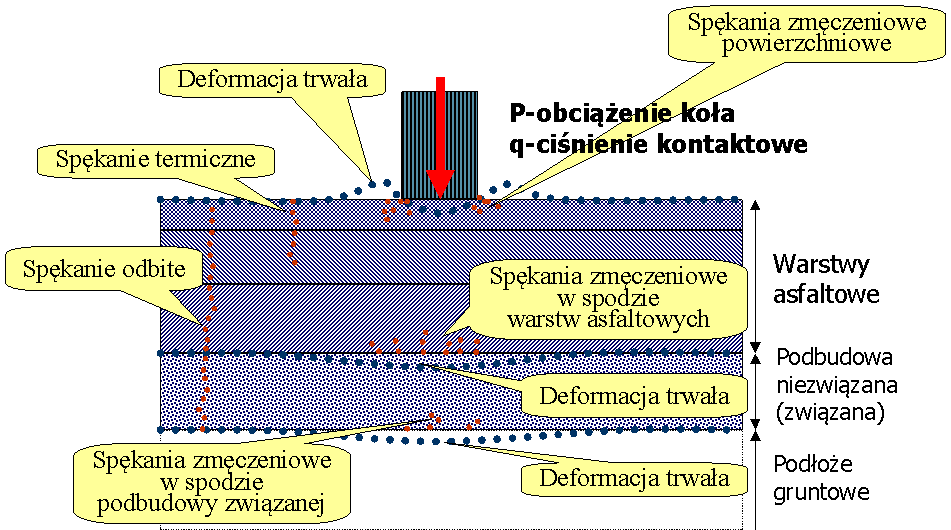 Spękania zmęczeniowe
powierzchniowe
Deformacja trwała
P-obciążenie koła
q-ciśnienie kontaktowe
Spękanie termiczne
Spękanie odbite
Spękania zmęczeniowe
w spodzie
warstw asfaltowych
Warstwy
asfaltowe
Podbudowa
niezwiązana
(związana)
Deformacja trwała
Spękania zmęczeniowe
w spodzie
podbudowy związanej
Deformacja trwała
Podłoże
gruntowe